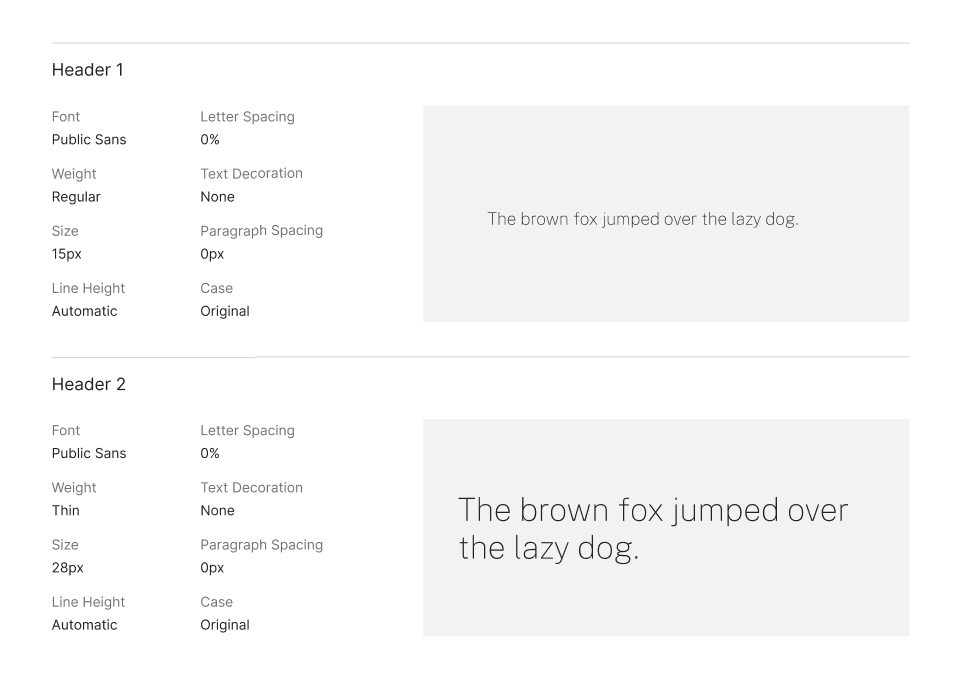 Header 1
Font
Public Sans
Letter Spacing
0%
Weight
Regular
Text Decoration
None
Size
15px
Paragraph Spacing
0px
Line Height
Automatic
Case
Original
The brown fox jumped over the lazy dog.
Header 2
Font
Public Sans
Letter Spacing
0%
Weight
Thin
Text Decoration
None
Size
28px
Paragraph Spacing
0px
Line Height
Automatic
Case
Original
The brown fox jumped over
the lazy dog.